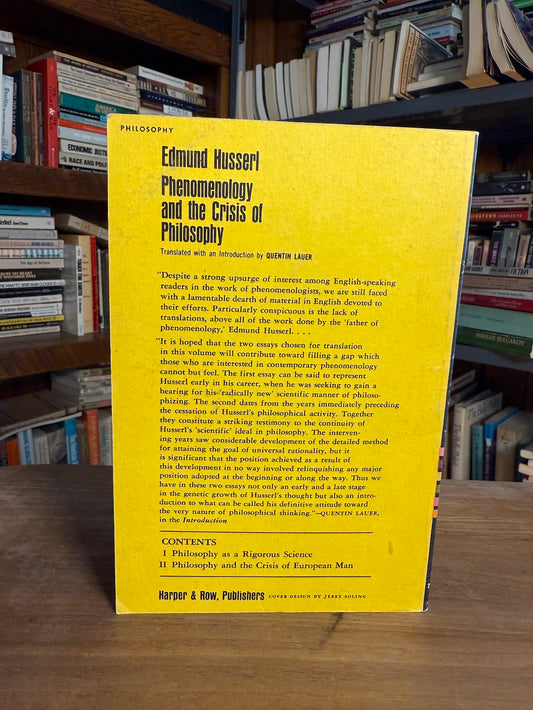 PHILOSOPHY
Edmund Husserl
Phenomenology
and the Crisis of
Philosophy
Translated with an Introduction by QUENTIN LAUER
"Despite a strong upsurge of interest among English-speaking
readers in the work of phenomenologists, we are still faced
with a lamentable dearth of material in English devoted to
their efforts. Particularly conspicuous is the lack of
translations, above all of the work done by the 'father of
phenomenology,' Edmund Husserl. . . .
"It is hoped that the two essays chosen for translation
in this volume will contribute toward filling a gap which
those who are interested in contemporary phenomenology
cannot but feel. The first essay can be said to represent
Husserl early in his career, when he was seeking to gain a
hearing for his 'radically new' scientific manner of philoso-
phizing. The second dates from the years immediately preceding
the cessation of Husserl's philosophical activity. Together
they constitute a striking testimony to the continuity of
Husserl's 'scientific' ideal in philosophy. The interven-
ing years saw considerable development of the detailed method
for attaining the goal of universal rationality, but it
is significant that the position achieved as a result of
this development in no way involved relinquishing any major
position adopted at the beginning or along the way. Thus we
have in these two essays not only an early and a late stage
in the genetic growth of Husserl's thought but also an intro-
duction to what can be called his definitive attitude toward
the very nature of philosophical thinking."—QUENTIN LAUER,
in the Introduction
CONTENTS
I Philosophy as a Rigorous Science
II Philosophy and the Crisis of European Man
Harper & Row, Publishers COVER DESIGN BY JERRY SOLING
Stalin
ECONOMIC JUSTICE
RACE AND
MIKHAIL BULGAKOV
FICTION